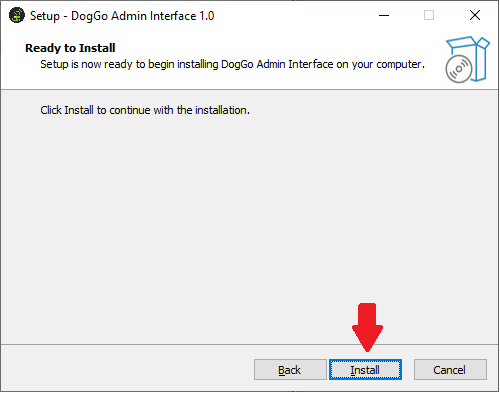 Setup - DogGo Admin Interface 1.0
Ready to Install
Setup is now ready to begin installing DogGo Admin Interface on your computer.
Click Install to continue with the installation.
Back
Install
Cancel